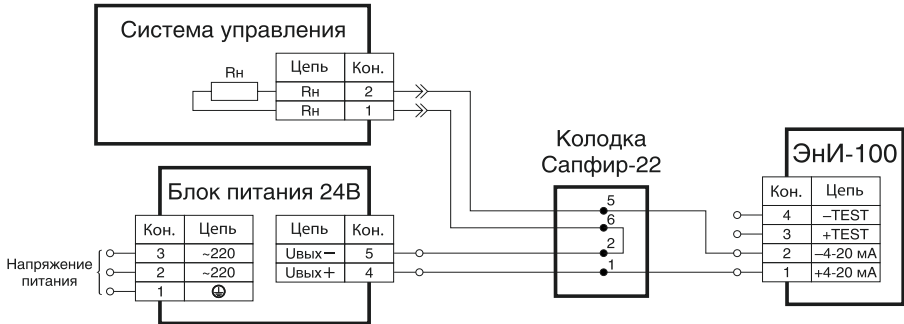 Система управления
Rн
Цепь Кон.
Rн 2
Rн 1
Колодка
Сапфир-22
ЭнИ-100
Кон. Цепь
4 –TEST
3 +TEST
2 –4-20 мА
1 +4-20 мА
5
6
2
1
Блок питания 24В
Кон. Цепь
3 ~220
2 ~220
1
Цепь Кон.
Uвых– 5
Uвых+ 4
Напряжение
питания